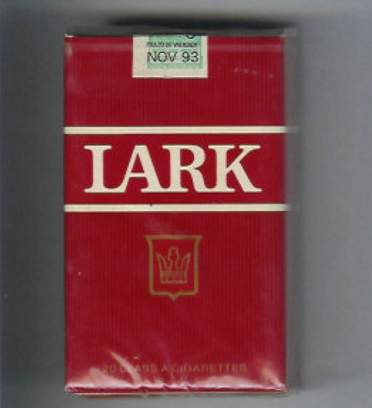 NOV 93
LARK
20 CLASS A CIGARETTES